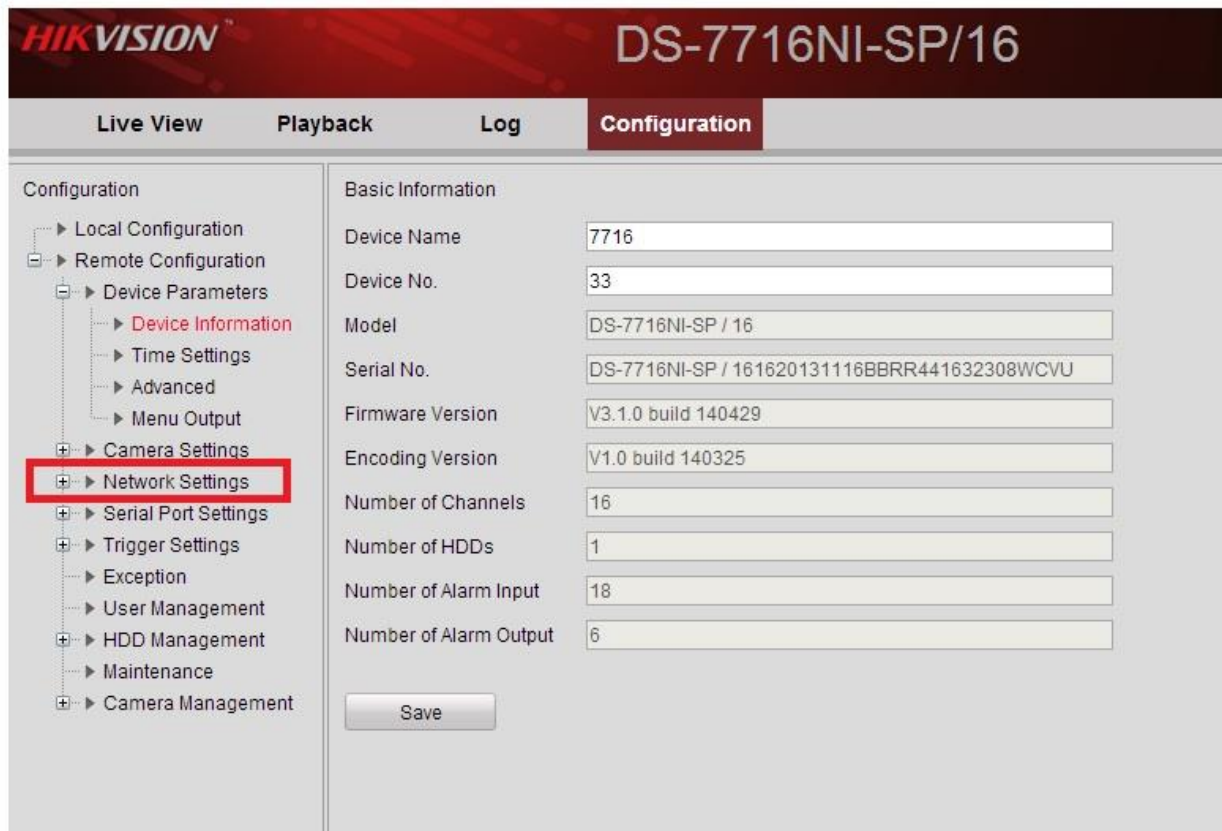 HIKVISION™
DS-7716NI-SP/16
Live View Playback Log Configuration
Configuration
Local Configuration
Remote Configuration
Device Parameters
Device Information
Time Settings
Advanced
Menu Output
Camera Settings
Network Settings
Serial Port Settings
Trigger Settings
Exception
User Management
HDD Management
Maintenance
Camera Management
Basic Information
Device Name 7716
Device No. 33
Model DS-7716NI-SP / 16
Serial No. DS-7716NI-SP / 161620131116BBRR441632308WCVU
Firmware Version V3.1.0 build 140429
Encoding Version V1.0 build 140325
Number of Channels 16
Number of HDDs 1
Number of Alarm Input 18
Number of Alarm Output 6
Save